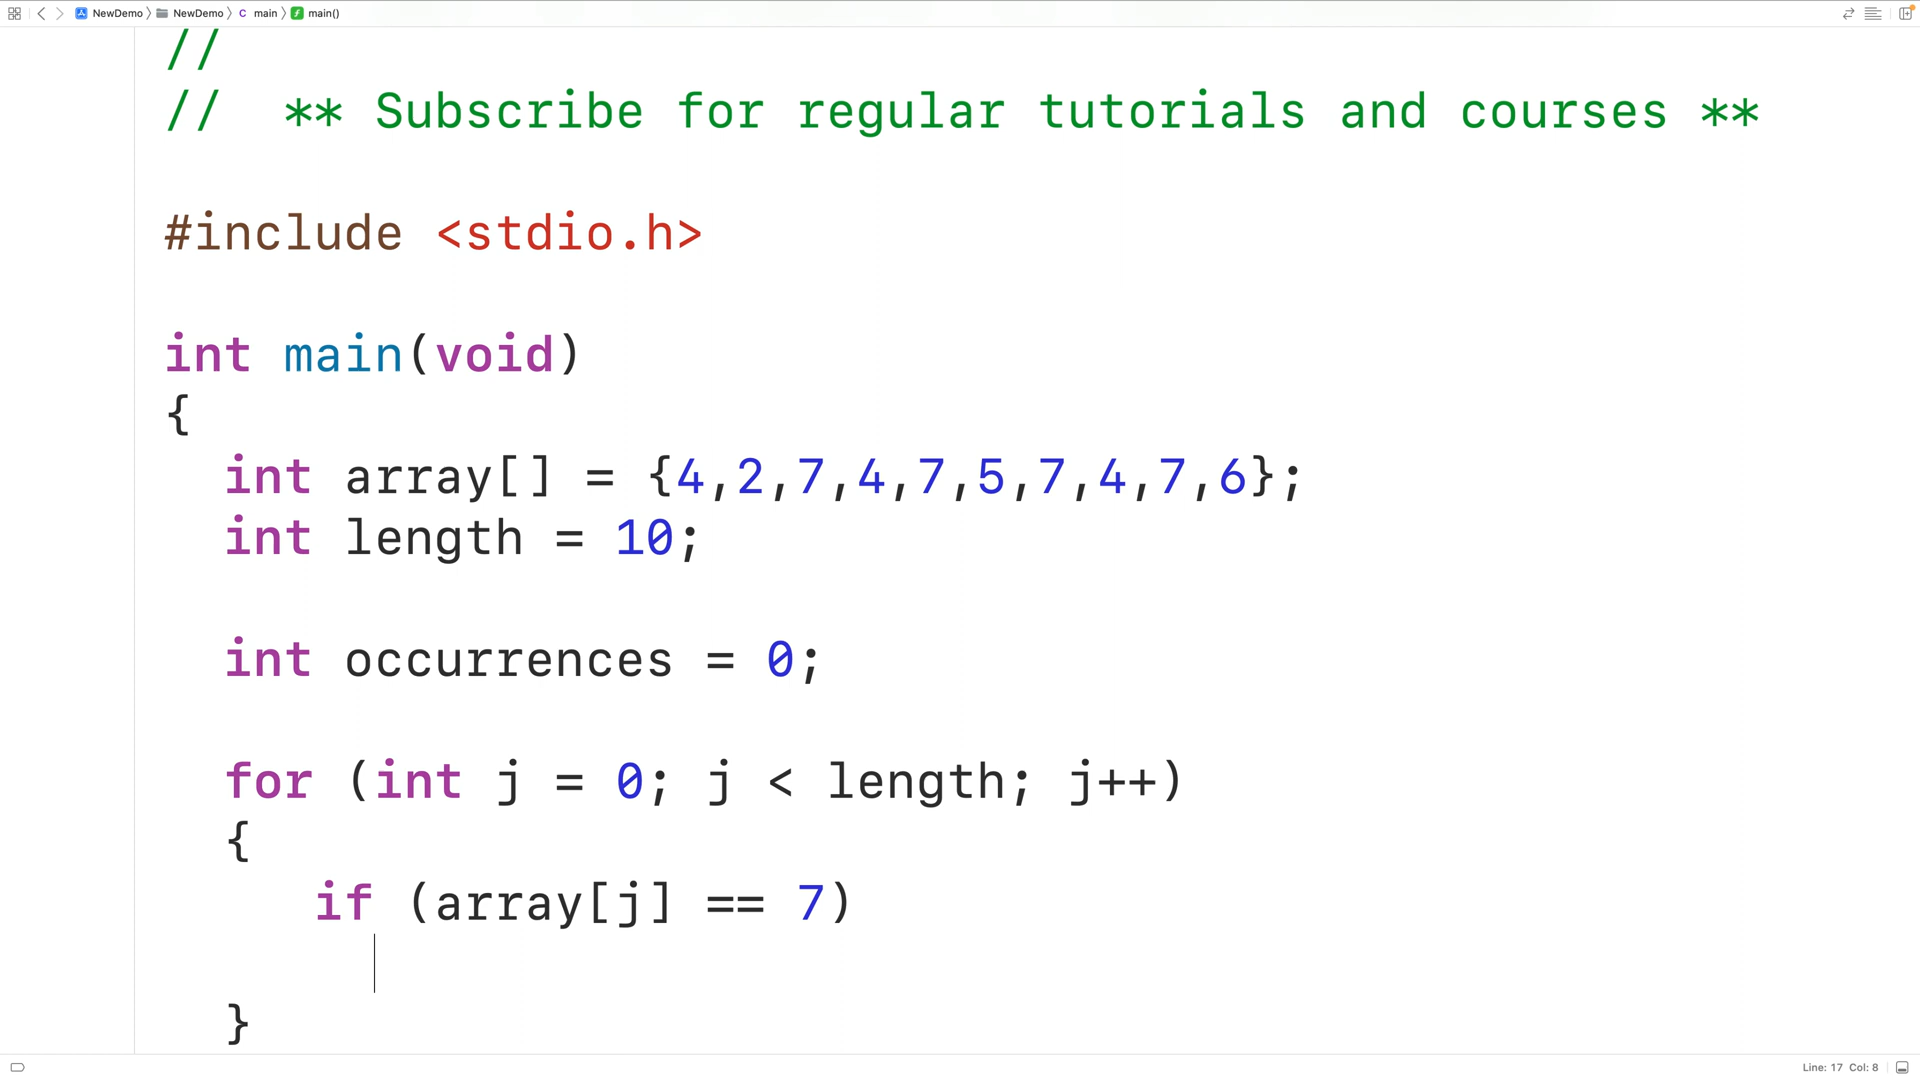 NewDemo NewDemo C main f main()
//
// ** Subscribe for regular tutorials and courses **
#include <stdio.h>
int main(void)
{
int array[] = {4,2,7,4,7,5,7,4,7,6};
int length = 10;
int occurrences = 0;
for (int j = 0; j < length; j++)
{
if (array[j] == 7)
}
Line: 17 Col: 8